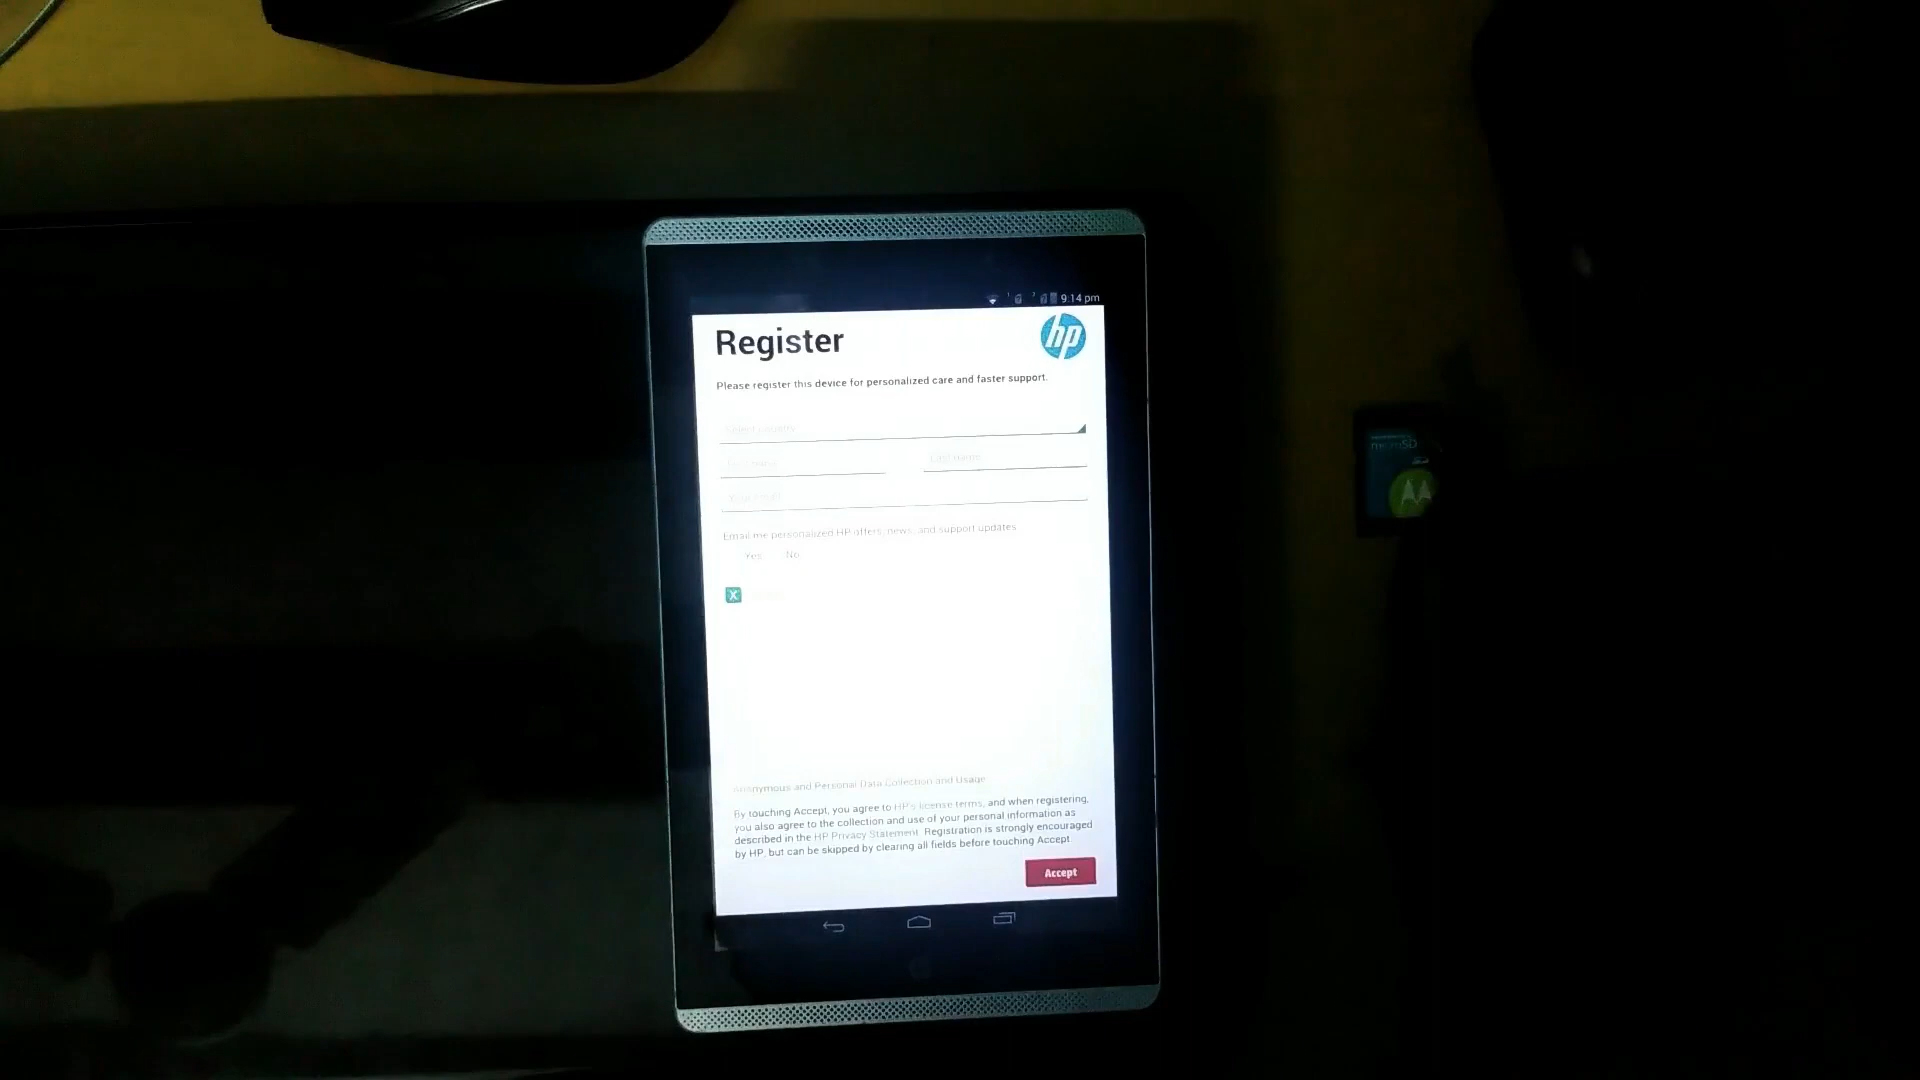 9:14 pm
Register
hp
Please register this device for personalized care and faster support.
Email me personalized HP offers, news, and support updates
Yes No
X
Anonymous and Personal Data Collection and Usage
By touching Accept, you agree to HP's license terms, and when registering,
you also agree to the collection and use of your personal information as
described in the HP Privacy Statement. Registration is strongly encouraged
by HP, but can be skipped by clearing all fields before touching Accept.
Accept
microSD